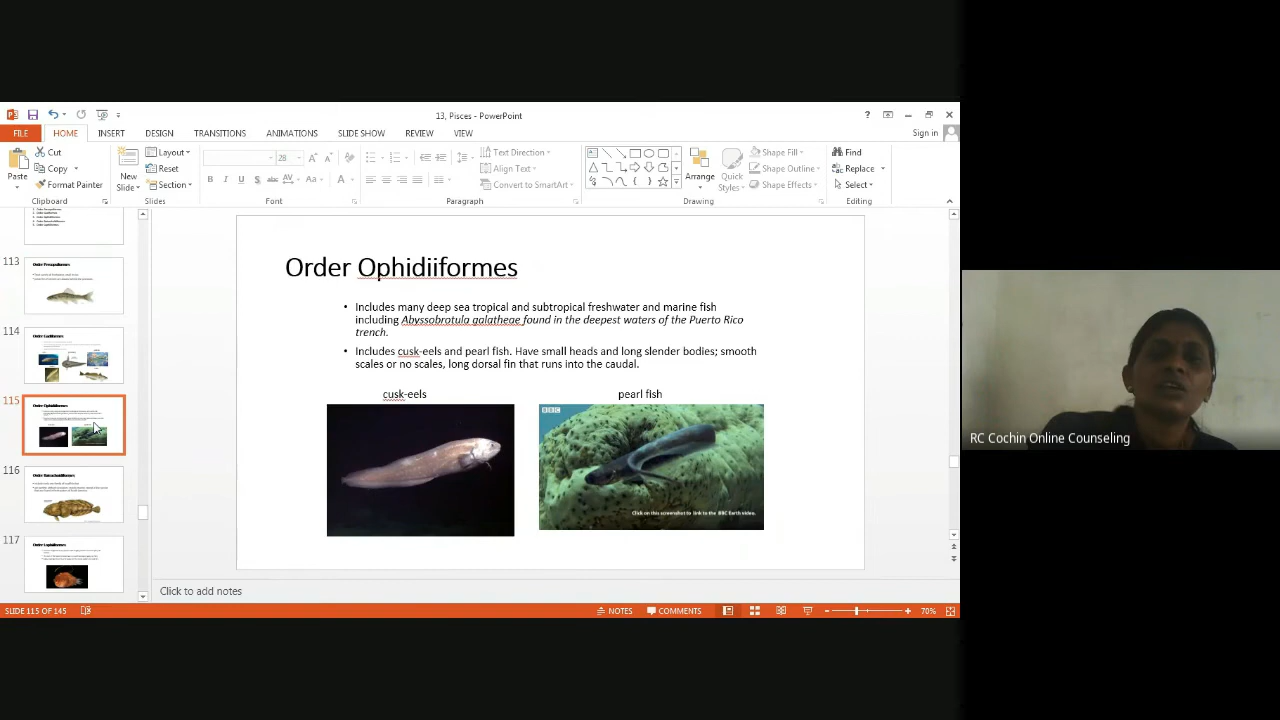 13, Pisces - PowerPoint
FILE HOME INSERT DESIGN TRANSITIONS ANIMATIONS SLIDE SHOW REVIEW VIEW
Sign in
Cut
Copy
Format Painter
Paste
Clipboard
New Slide
Layout
Reset
Section
Slides
28
Font
Text Direction
Align Text
Convert to SmartArt
Paragraph
Arrange
Quick Styles
Shape Fill
Shape Outline
Shape Effects
Drawing
Find
Replace
Select
Editing
113
114
115
Order Ophidiiformes
116
117
Order Ophidiiformes
• Includes many deep sea tropical and subtropical freshwater and marine fish
including Abyssobrotula galatheae found in the deepest waters of the Puerto Rico
trench.
• Includes cusk-eels and pearl fish. Have small heads and long slender bodies; smooth
scales or no scales, long dorsal fin that runs into the caudal.
cusk-eels pearl fish
BBC
Click on this screenshot to link to the BBC Earth video.
Click to add notes
SLIDE 115 OF 145
NOTES COMMENTS 70%
RC Cochin Online Counseling